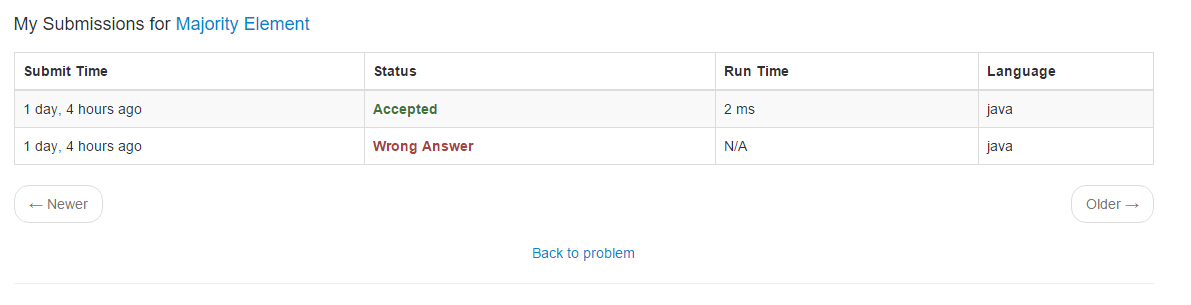 My Submissions for Majority Element
Submit Time Status Run Time Language
1 day, 4 hours ago Accepted 2 ms java
1 day, 4 hours ago Wrong Answer N/A java
← Newer Older →
Back to problem